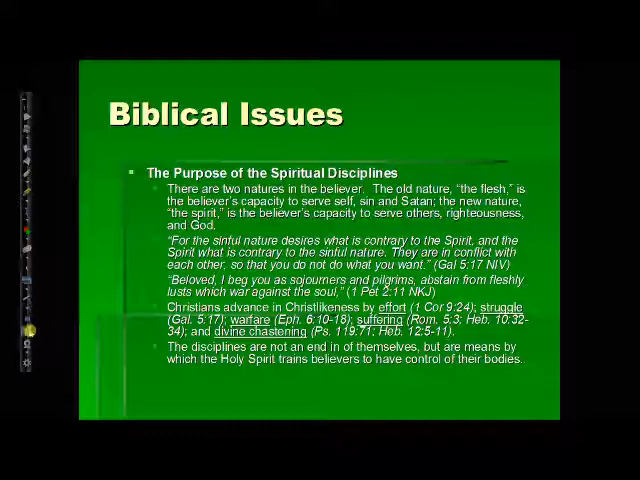 Biblical Issues
The Purpose of the Spiritual Disciplines
There are two natures in the believer. The old nature, “the flesh,” is
the believer’s capacity to serve self, sin and Satan; the new nature,
“the spirit,” is the believer’s capacity to serve others, righteousness,
and God.
“For the sinful nature desires what is contrary to the Spirit, and the
Spirit what is contrary to the sinful nature. They are in conflict with
each other, so that you do not do what you want.” (Gal 5:17 NIV)
“Beloved, I beg you as sojourners and pilgrims, abstain from fleshly
lusts which war against the soul,” (1 Pet 2:11 NKJ)
Christians advance in Christlikeness by effort (1 Cor 9:24); struggle
(Gal. 5:17); warfare (Eph. 6:10-18); suffering (Rom. 5:3; Heb. 10:32-
34); and divine chastening (Ps. 119:71; Heb. 12:5-11).
The disciplines are not an end in of themselves, but are means by
which the Holy Spirit trains believers to have control of their bodies.